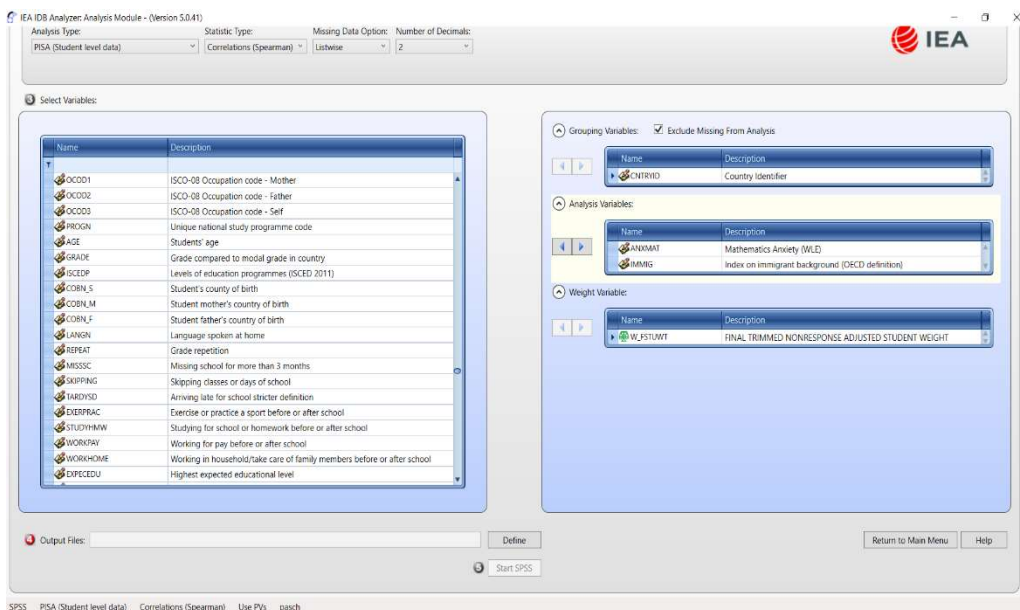 IEA IDB Analyzer: Analysis Module - (Version 5.0.41)
Analysis Type: Statistic Type: Missing Data Option: Number of Decimals:
PISA (Student level data) Correlations (Spearman) Listwise 2
IEA
3 Select Variables:
Name Description
OCOD1 ISCO-08 Occupation code - Mother
OCOD2 ISCO-08 Occupation code - Father
OCOD3 ISCO-08 Occupation code - Self
PROGN Unique national study programme code
AGE Students' age
GRADE Grade compared to modal grade in country
ISCEDP Levels of education programmes (ISCED 2011)
COBN_S Student's county of birth
COBN_M Student mother's country of birth
COBN_F Student father's country of birth
LANGN Language spoken at home
REPEAT Grade repetition
MISSSC Missing school for more than 3 months
SKIPPING Skipping classes or days of school
TARDYSD Arriving late for school stricter definition
EXERPRAC Exercise or practice a sport before or after school
STUDYHMW Studying for school or homework before or after school
WORKPAY Working for pay before or after school
WORKHOME Working in household/take care of family members before or after school
EXPECEDU Highest expected educational level
Grouping Variables: Exclude Missing From Analysis
Name Description
CNTRYID Country Identifier
Analysis Variables:
Name Description
ANXMAT Mathematics Anxiety (WLE)
IMMIG Index on immigrant background (OECD definition)
Weight Variable:
Name Description
W_FSTUWT FINAL TRIMMED NONRESPONSE ADJUSTED STUDENT WEIGHT
4 Output Files: Define Return to Main Menu Help
5 Start SPSS
SPSS PISA (Student level data) Correlations (Spearman) Use PVs pasch